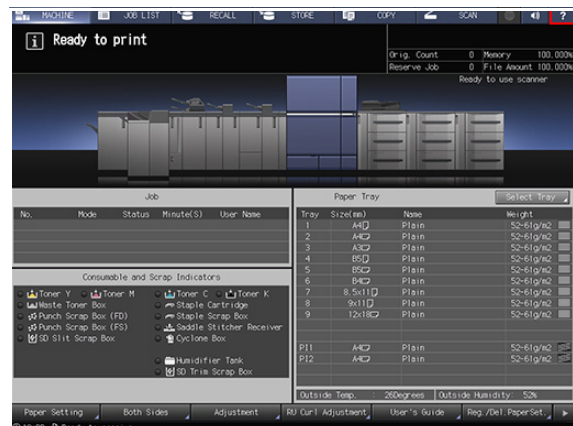 MACHINE JOB LIST RECALL STORE COPY SCAN ?
i Ready to print
Orig. Count 0 Memory 100.000%
Reserve Job 0 File Amount 100.000%
Ready to use scanner
Job
No. Mode Status Minute(S) User Name
Consumable and Scrap Indicators
Toner Y Toner M Toner C Toner K
Waste Toner Box Staple Cartridge
Punch Scrap Box (FD) Staple Scrap Box
Punch Scrap Box (FS) Saddle Stitcher Receiver
SD Slit Scrap Box Cyclone Box
Humidifier Tank
SD Trim Scrap Box
Paper Tray Select Tray
Tray Size(mm) Name Weight
1 A4 Plain 52-61g/m2
2 A4 Plain 52-61g/m2
3 A3 Plain 52-61g/m2
4 B5 Plain 52-61g/m2
5 B5 Plain 52-61g/m2
6 B4 Plain 52-61g/m2
7 8.5x11 Plain 52-61g/m2
8 9x11 Plain 52-61g/m2
9 12x18 Plain 52-61g/m2
PI1 A4 Plain 52-61g/m2
PI2 A4 Plain 52-61g/m2
Outside Temp. : 26Degrees Outside Humidity: 52%
Paper Setting Both Sides Adjustment RU Curl Adjustment User's Guide Reg./Del.PaperSet.